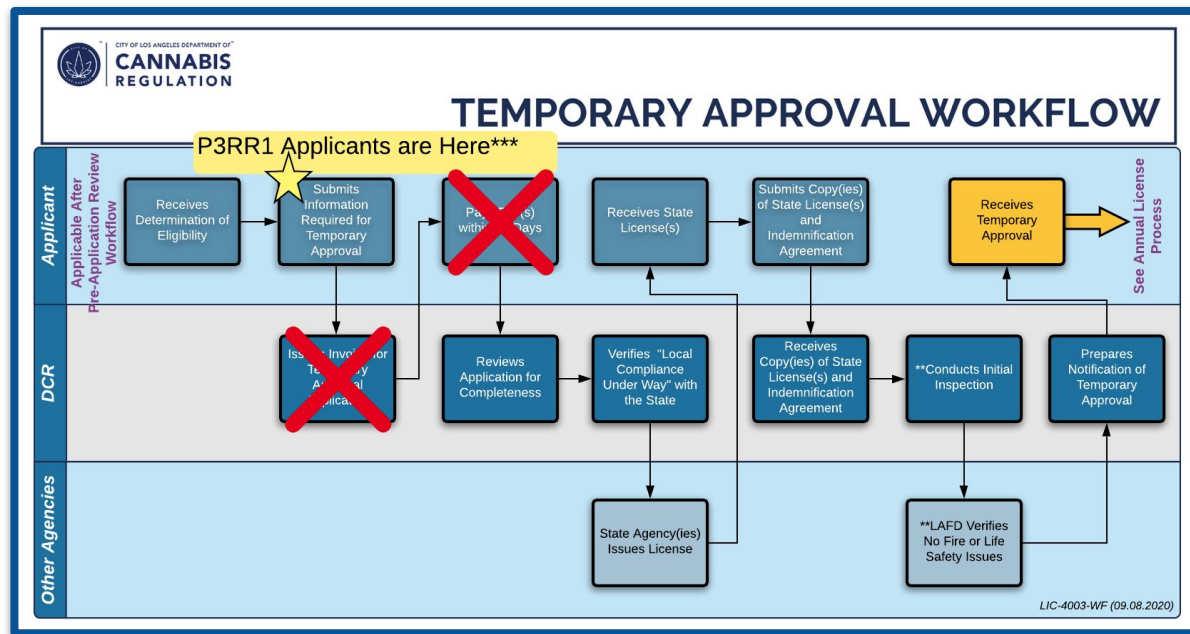 CITY OF LOS ANGELES DEPARTMENT OF
CANNABIS
REGULATION
TEMPORARY APPROVAL WORKFLOW
P3RR1 Applicants are Here***
Applicant
Applicable After
Pre-Application Review
Workflow
Receives
Determination of
Eligibility
Submits
Information
Required for
Temporary
Approval
within
Days
Receives State
License(s)
Submits Copy(ies)
of State License(s)
and
Indemnification
Agreement
Receives
Temporary
Approval
See Annual License
Process
DCR
for
Reviews
Application for
Completeness
Verifies "Local
Compliance
Under Way" with
the State
Receives
Copy(ies) of State
License(s) and
Indemnification
Agreement
**Conducts Initial
Inspection
Prepares
Notification of
Temporary
Approval
Other Agencies
State Agency(ies)
Issues License
**LAFD Verifies
No Fire or Life
Safety Issues
LIC-4003-WF (09.08.2020)